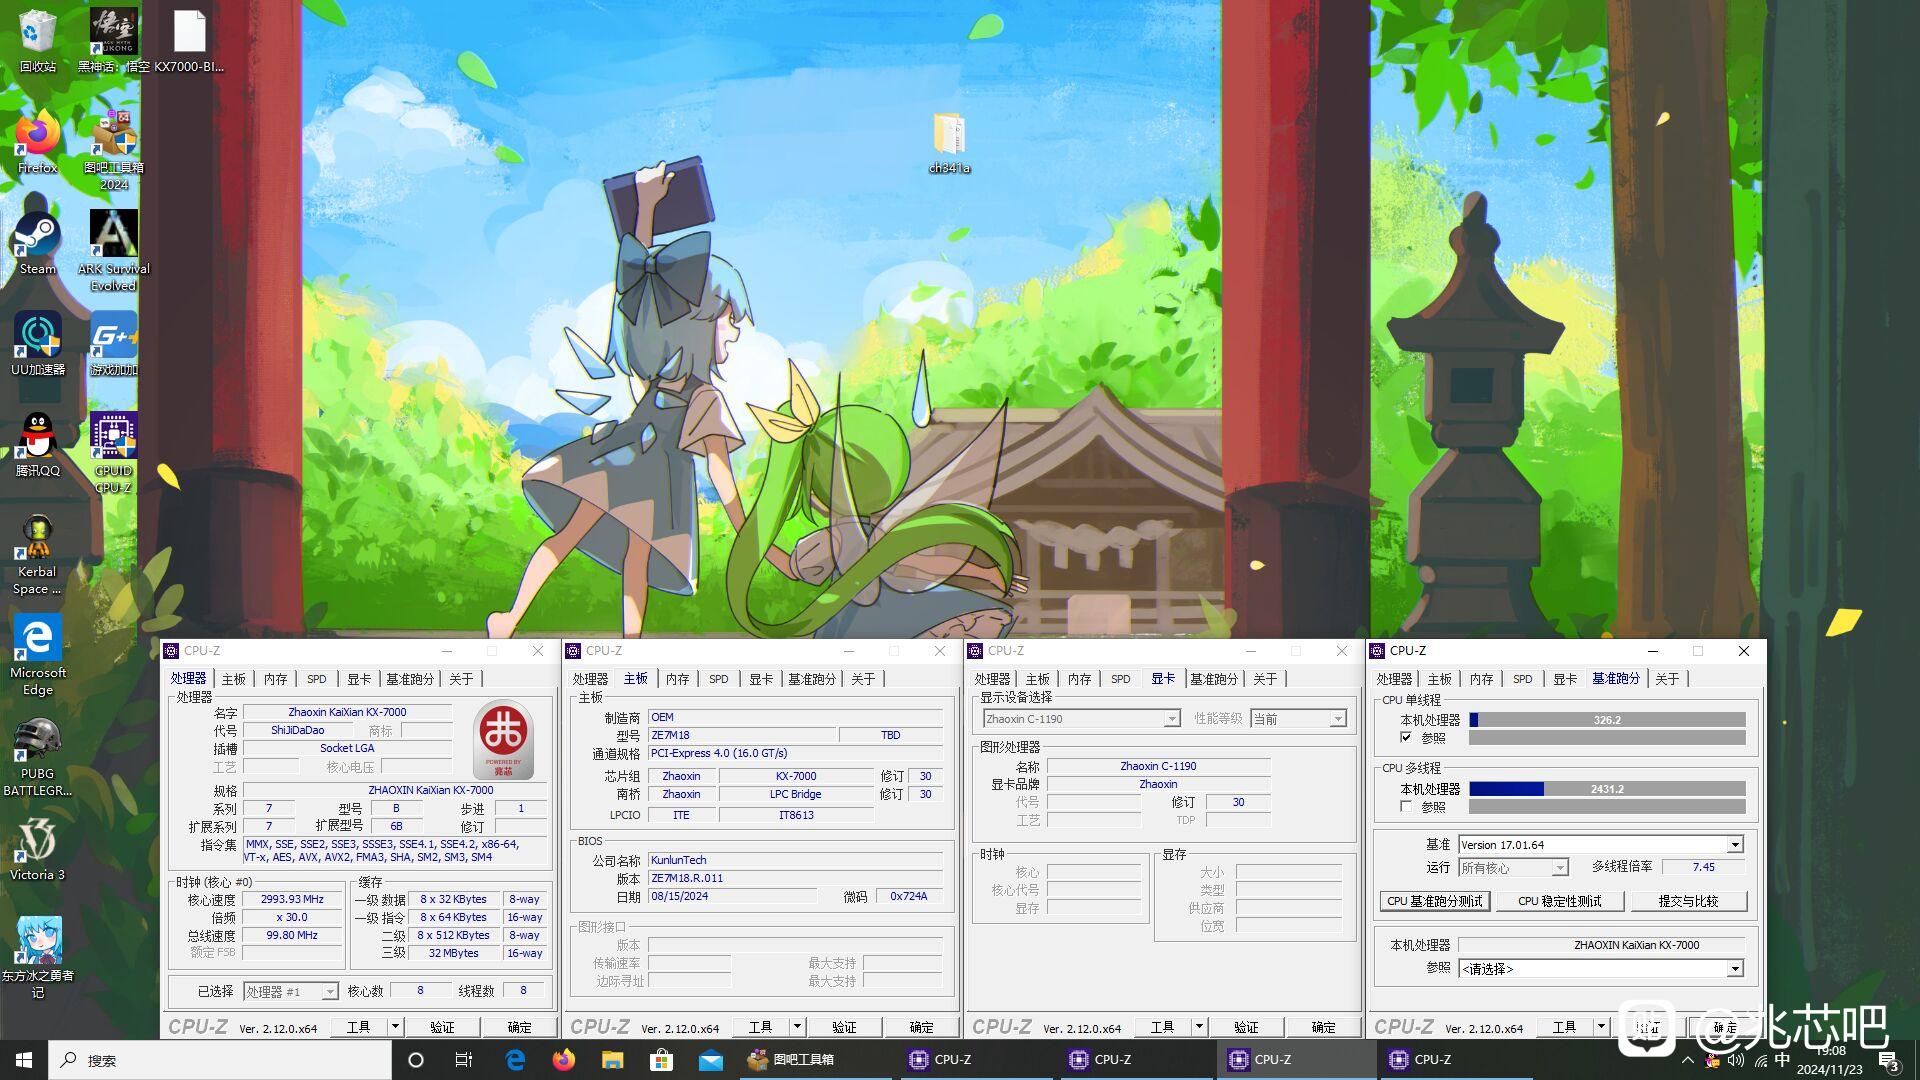 回收站
黑神话：悟空
KX7000-BI...
Firefox
图吧工具箱
2024
ch341a
Steam
ARK Survival
Evolved
UU加速器
游戏加加
腾讯QQ
CPUID
CPU-Z
Kerbal
Space ...
Microsoft
Edge
PUBG
BATTLEGR...
Victoria 3
东方冰之勇者
记
CPU-Z
处理器 主板 内存 SPD 显卡 基准跑分 关于
处理器
名字 Zhaoxin KaiXian KX-7000
代号 ShiJiDaDao 商标
插槽 Socket LGA
工艺 核心电压
POWERED BY
兆芯
规格 ZHAOXIN KaiXian KX-7000
系列 7 型号 B 步进 1
扩展系列 7 扩展型号 6B 修订
指令集 MMX, SSE, SSE2, SSE3, SSSE3, SSE4.1, SSE4.2, x86-64,
VT-x, AES, AVX, AVX2, FMA3, SHA, SM2, SM3, SM4
时钟 (核心 #0)
核心速度 2993.93 MHz
倍频 x 30.0
总线速度 99.80 MHz
额定 FSB
缓存
一级 数据 8 x 32 KBytes 8-way
一级 指令 8 x 64 KBytes 16-way
二级 8 x 512 KBytes 8-way
三级 32 MBytes 16-way
已选择 处理器 #1 核心数 8 线程数 8
CPU-Z Ver. 2.12.0.x64 工具 验证 确定
CPU-Z
处理器 主板 内存 SPD 显卡 基准跑分 关于
主板
制造商 OEM
型号 ZE7M18 TBD
通道规格 PCI-Express 4.0 (16.0 GT/s)
芯片组 Zhaoxin KX-7000 修订 30
南桥 Zhaoxin LPC Bridge 修订 30
LPCIO ITE IT8613
BIOS
公司名称 KunlunTech
版本 ZE7M18.R.011
日期 08/15/2024 微码 0x724A
图形接口
版本
传输速率 最大支持
边际寻址 最大支持
CPU-Z Ver. 2.12.0.x64 工具 验证 确定
CPU-Z
处理器 主板 内存 SPD 显卡 基准跑分 关于
显示设备选择
Zhaoxin C-1190 性能等级 当前
图形处理器
名称 Zhaoxin C-1190
显卡品牌 Zhaoxin
代号 修订 30
工艺 TDP
时钟
核心
核心代号
显存
显存
大小
类型
供应商
位宽
CPU-Z Ver. 2.12.0.x64 工具 验证 确定
CPU-Z
处理器 主板 内存 SPD 显卡 基准跑分 关于
CPU 单线程
本机处理器 326.2
参照
CPU 多线程
本机处理器 2431.2
参照
基准 Version 17.01.64
运行 所有核心 多线程倍率 7.45
CPU 基准跑分测试 CPU 稳定性测试 提交与比较
本机处理器 ZHAOXIN KaiXian KX-7000
参照 <请选择>
CPU-Z Ver. 2.12.0.x64 工具 验证 确定
贴 @兆芯吧
搜索
图吧工具箱
CPU-Z
CPU-Z
CPU-Z
CPU-Z
中
19:08
2024/11/23
3